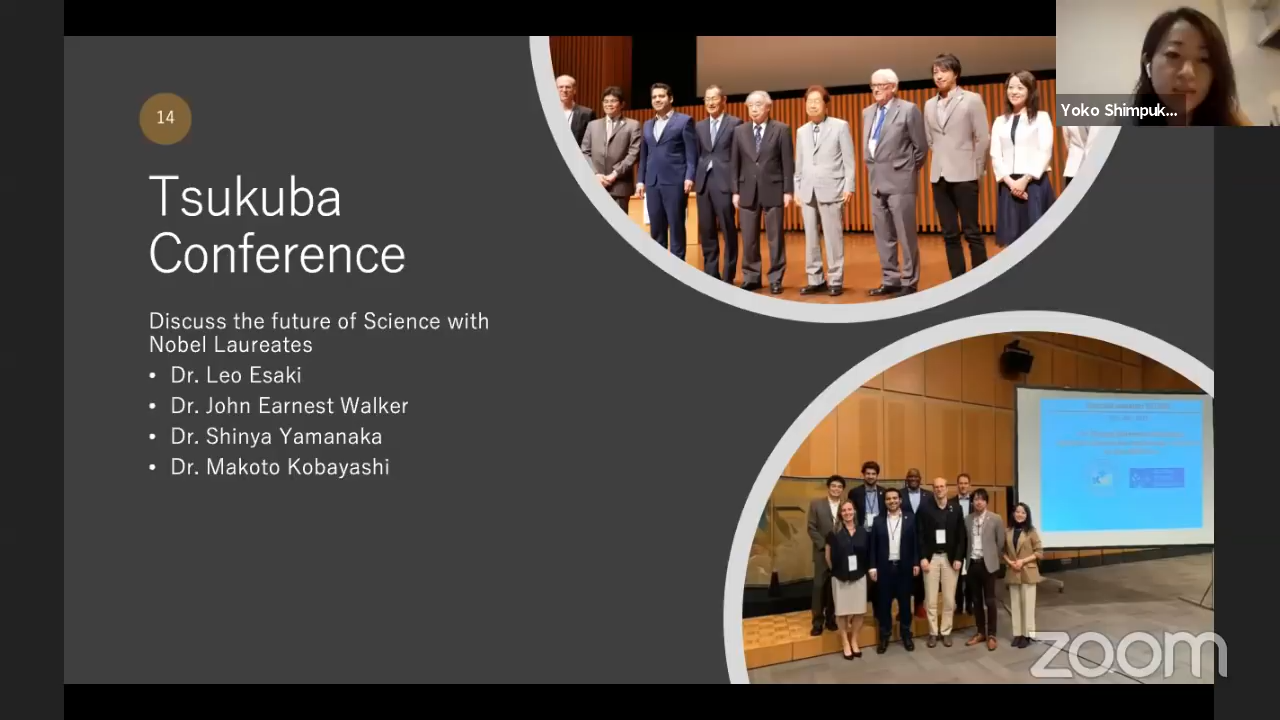 14
Tsukuba
Conference
Discuss the future of Science with
Nobel Laureates
• Dr. Leo Esaki
• Dr. John Earnest Walker
• Dr. Shinya Yamanaka
• Dr. Makoto Kobayashi
Yoko Shimpuk...
zoom